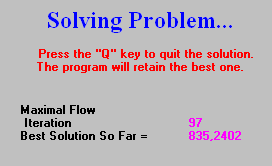 Solving Problem...
Press the "Q" key to quit the solution.
The program will retain the best one.
Maximal Flow
Iteration 97
Best Solution So Far = 835,2402